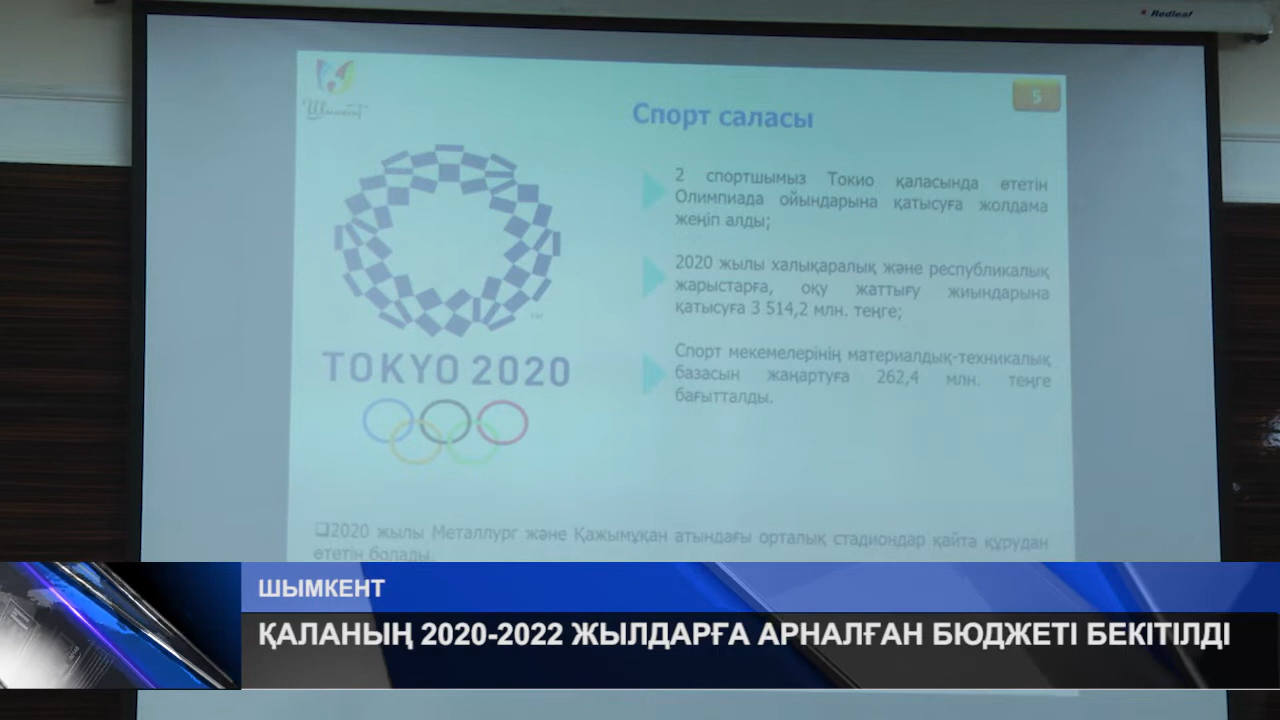 Redleaf
Шымкент
5
Спорт саласы
2 спортшымыз Токио қаласында өтетін
Олимпиада ойындарына қатысуға жолдама
жеңіп алды;
2020 жылы халықаралық және республикалық
жарыстарға, оқу жаттығу жиындарына
қатысуға 3 514,2 млн. теңге;
Спорт мекемелерінің материалдық-техникалық
базасын жаңартуға 262,4 млн. теңге
бағытталды.
TM
TOKYO 2020
2020 жылы Металлург және Қажымұқан атындағы орталық стадиондар қайта құрудан
өтетін болады.
ШЫМКЕНТ
ҚАЛАНЫҢ 2020-2022 ЖЫЛДАРҒА АРНАЛҒАН БЮДЖЕТІ БЕКІТІЛДІ